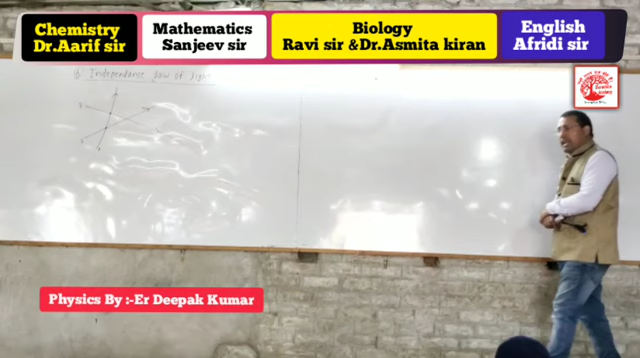 Chemistry
Dr.Aarif sir
Mathematics
Sanjeev sir
Biology
Ravi sir &Dr.Asmita kiran
English
Afridi sir
Independance Law of light
Physics By :-Er Deepak Kumar